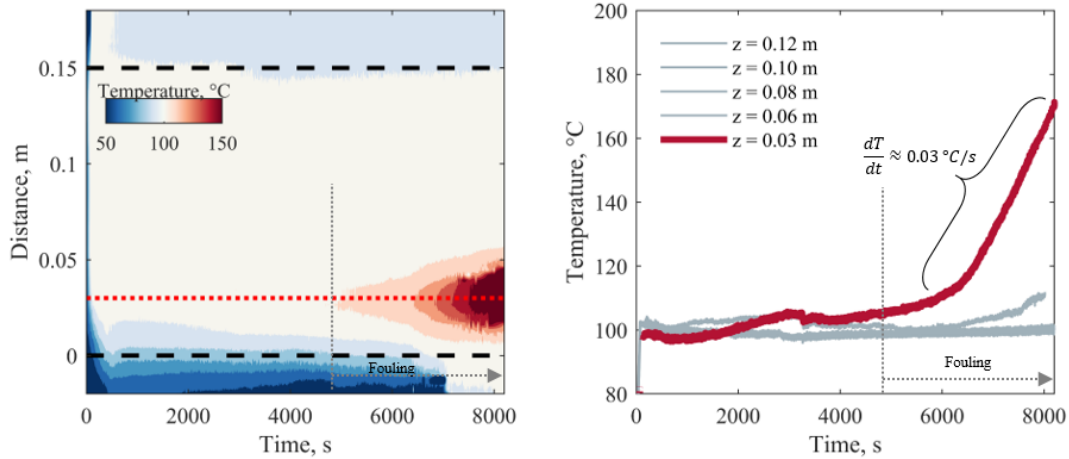 0.15
0.1
0.05
0
Distance, m
Temperature, °C
50 100 150
Fouling
0 2000 4000 6000 8000
Time, s
200
180
160
140
120
100
80
Temperature, °C
z = 0.12 m
z = 0.10 m
z = 0.08 m
z = 0.06 m
z = 0.03 m
dT
dt ≈ 0.03 °C/s
Fouling
0 2000 4000 6000 8000
Time, s